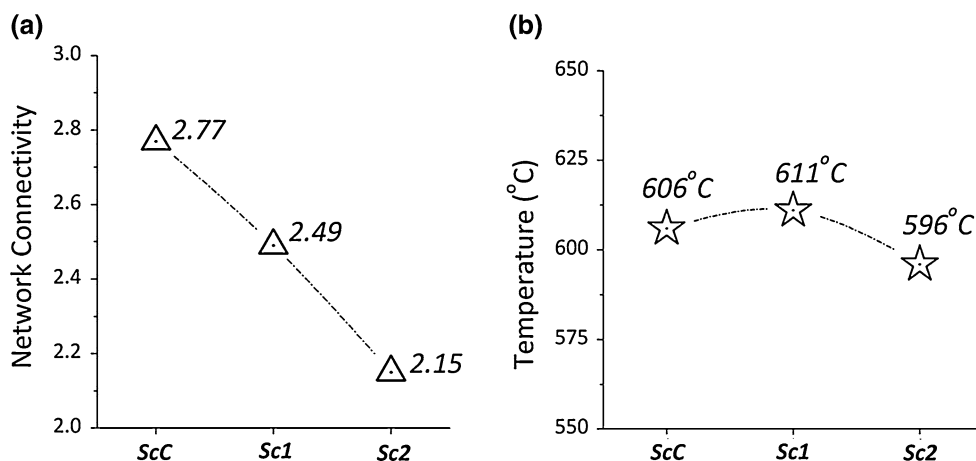 (a)
Network Connectivity
3.0
2.8
2.6
2.4
2.2
2.0
2.77
2.49
2.15
ScC Sc1 Sc2
(b)
Temperature (°C)
650
625
600
575
550
606°C
611°C
596°C
ScC Sc1 Sc2